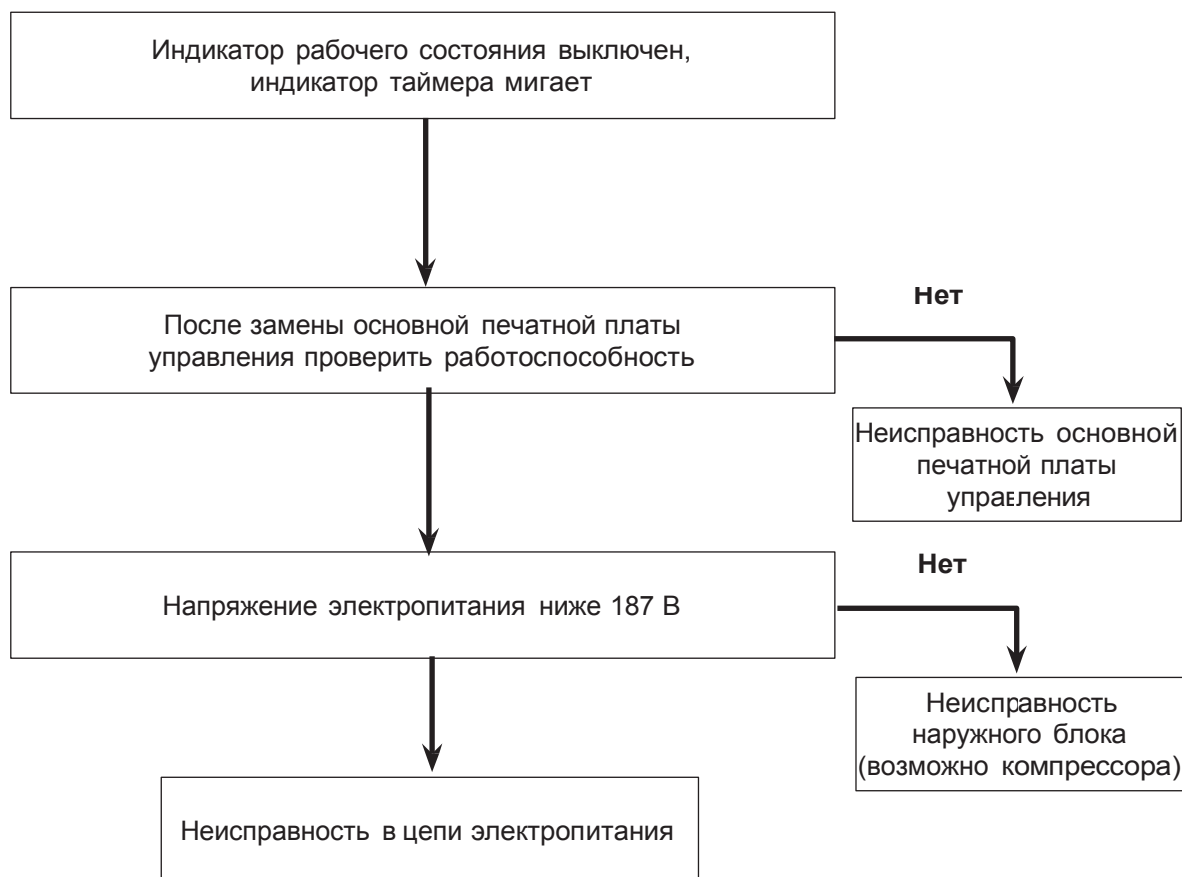 Индикатор рабочего состояния выключен,
индикатор таймера мигает
Нет
После замены основной печатной платы
управления проверить работоспособность
Неисправность основной
печатной платы
управления
Нет
Напряжение электропитания ниже 187 В
Неисправность
наружного блока
(возможно компрессора)
Неисправность в цепи электропитания